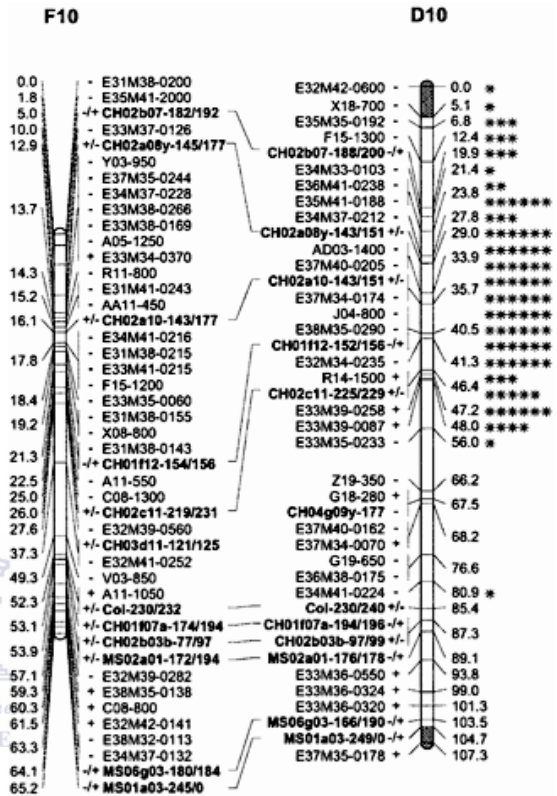 F10
0.0 - E31M38-0200
1.8 - E35M41-2000
5.0 -/+ CH02b07-182/192
10.0 - E33M37-0126
12.9 +/- CH02a08y-145/177
- Y03-950
- E37M35-0244
- E34M37-0228
13.7 - E33M38-0266
- E33M38-0169
- A05-1250
+ E33M34-0370
14.3 - R11-800
- E31M41-0243
15.2 - AA11-450
16.1 +/- CH02a10-143/177
- E34M41-0216
- E31M38-0215
17.8 - E33M41-0215
- F15-1200
18.4 - E33M35-0060
19.2 - E31M38-0155
- X08-800
- E31M38-0143
21.3 -/+ CH01f12-154/156
22.5 - A11-550
25.0 - C08-1300
26.0 +/- CH02c11-219/231
27.6 - E32M39-0560
+/- CH03d11-121/125
37.3 - E32M41-0252
49.3 - V03-850
52.3 + A11-1050
+/- Col-230/232
53.1 +/- CH01f07a-174/194
+/- CH02b03b-77/97
53.9 +/- MS02a01-172/194
57.1 - E32M39-0282
59.3 + E38M35-0138
60.3 + C08-800
61.5 + E32M42-0141
- E38M32-0113
63.3 - E34M37-0132
64.1 -/+ MS06g03-180/184
65.2 -/+ MS01a03-245/0
D10
E32M42-0600 - 0.0 *
X18-700 - 5.1 *
E35M35-0192 - 6.8 ***
F15-1300 - 12.4 ***
CH02b07-188/200 -/+ 19.9 ***
E34M33-0103 - 21.4 *
E36M41-0238 - 23.8 **
E35M41-0188 - ******
E34M37-0212 - 27.8 ***
CH02a08y-143/151 +/- 29.0 ******
AD03-1400 - 33.9 ******
E37M40-0205 - ******
CH02a10-143/151 +/- 35.7 ******
E37M34-0174 - ******
J04-800 - ******
E38M35-0290 - 40.5 ******
CH01f12-152/156 -/+ ******
E32M34-0235 - 41.3 ******
R14-1500 + 46.4 ***
CH02c11-225/229 +/- *****
E33M39-0258 + 47.2 ******
E33M39-0087 + 48.0 ****
E33M35-0233 - 56.0 *
Z19-350 - 66.2
G18-280 + 67.5
CH04g09y-177 -
E37M40-0162 - 68.2
E37M34-0070 +
G19-650 - 76.6
E36M38-0175 -
E34M41-0224 - 80.9 *
Col-230/240 +/- 85.4
CH01f07a-194/196 -/+ 87.3
CH02b03b-97/99 +/-
MS02a01-176/178 -/+ 89.1
E33M36-0550 + 93.8
E33M36-0324 + 99.0
E33M36-0320 + 101.3
MS06g03-166/190 -/+ 103.5
MS01a03-249/0 -/+ 104.7
E37M35-0178 + 107.3